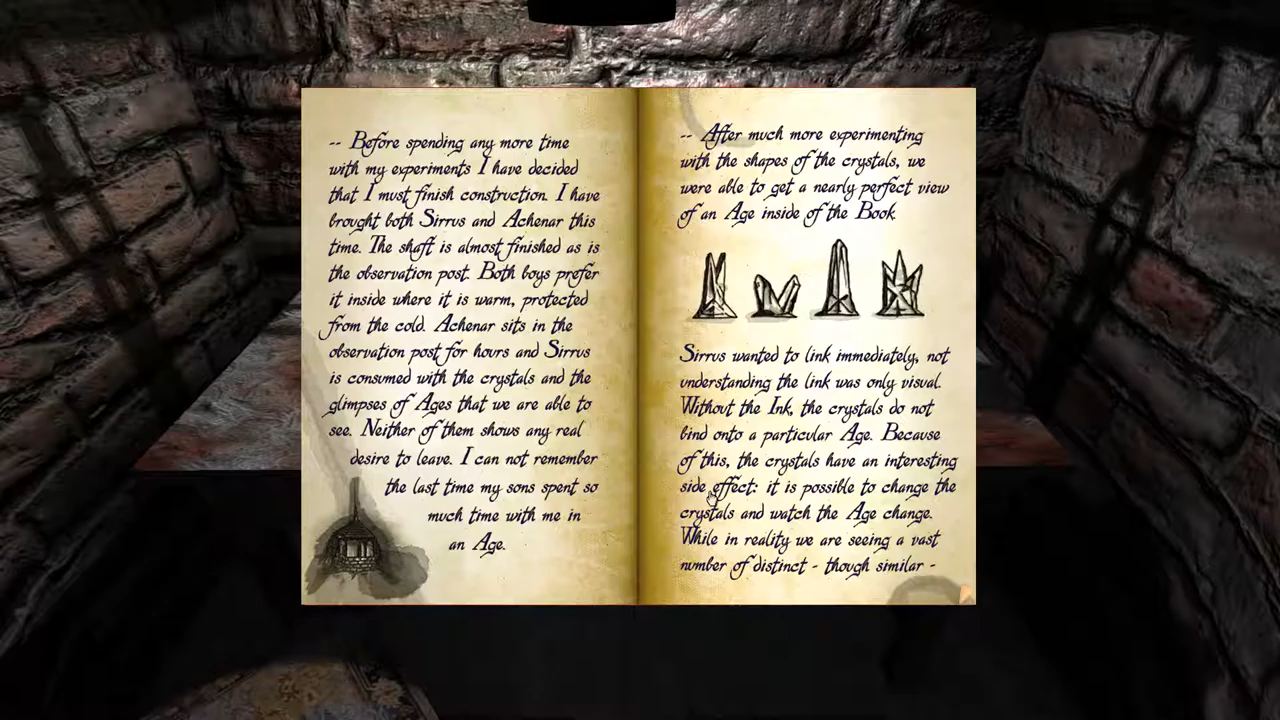 -- Before spending any more time
with my experiments I have decided
that I must finish construction. I have
brought both Sirrus and Achenar this
time. The shaft is almost finished as is
the observation post. Both boys prefer
it inside where it is warm, protected
from the cold. Achenar sits in the
observation post for hours and Sirrus
is consumed with the crystals and the
glimpses of Ages that we are able to
see. Neither of them shows any real
desire to leave. I can not remember
the last time my sons spent so
much time with me in
an Age.
-- After much more experimenting
with the shapes of the crystals, we
were able to get a nearly perfect view
of an Age inside of the Book.
Sirrus wanted to link immediately, not
understanding the link was only visual.
Without the Ink, the crystals do not
bind onto a particular Age. Because
of this, the crystals have an interesting
side effect: it is possible to change the
crystals and watch the Age change.
While in reality we are seeing a vast
number of distinct - though similar -